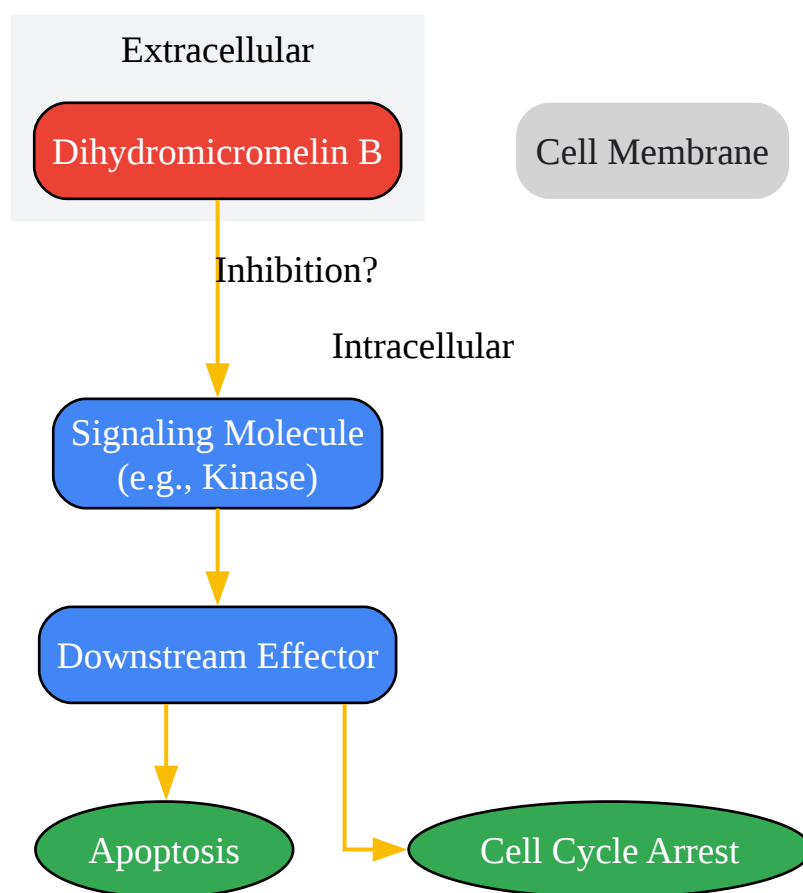 Extracellular
Dihydromicromelin B
Cell Membrane
Inhibition?
Intracellular
Signaling Molecule
(e.g., Kinase)
Downstream Effector
Apoptosis
Cell Cycle Arrest